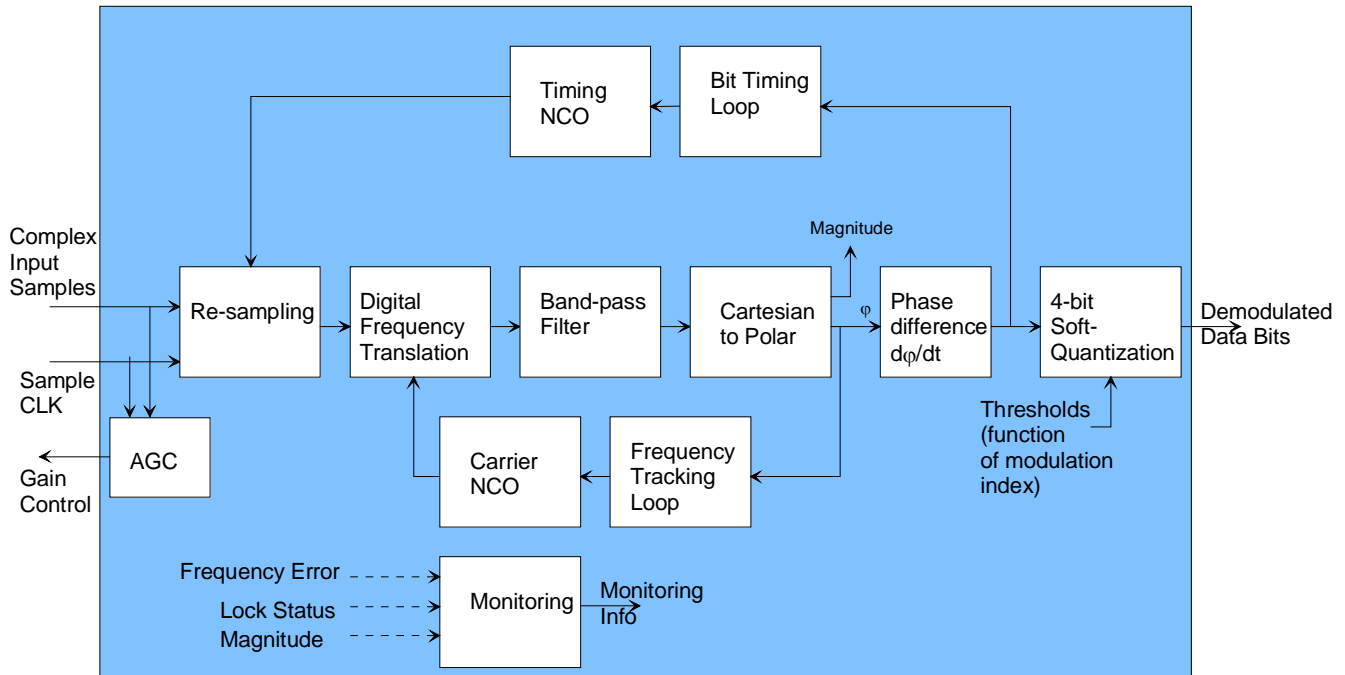 Timing
NCO
Bit Timing
Loop
Complex
Input
Samples
Magnitude
Re-sampling
Digital
Frequency
Translation
Band-pass
Filter
Cartesian
to Polar
φ
Phase
difference
dφ/dt
4-bit
Soft-
Quantization
Demodulated
Data Bits
Sample
CLK
AGC
Gain
Control
Carrier
NCO
Frequency
Tracking
Loop
Thresholds
(function
of modulation
index)
Frequency Error
Lock Status
Magnitude
Monitoring
Monitoring
Info